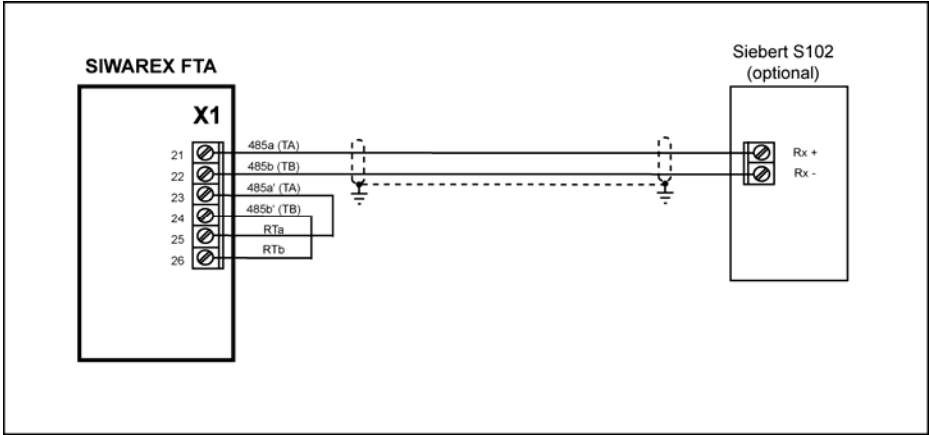 Siebert S102
(optional)
SIWAREX FTA
X1
21 485a (TA) Rx +
22 485b (TB) Rx -
23 485a' (TA)
24 485b' (TB)
25 RTa
26 RTb